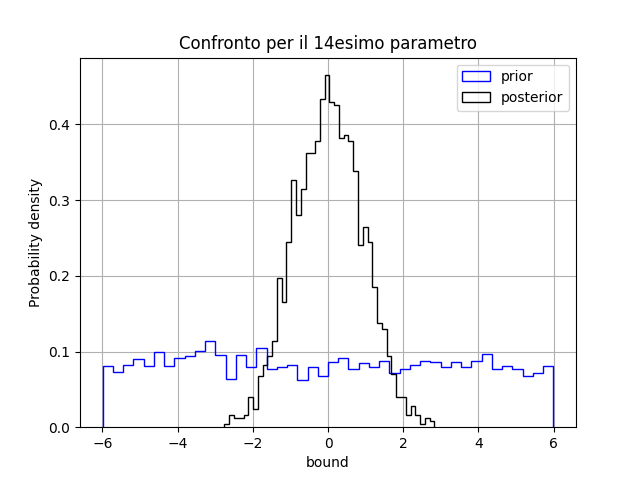 Confronto per il 14esimo parametro
prior
posterior
Probability density
0.4
0.3
0.2
0.1
0.0
−6
−4
−2
0
2
4
6
bound